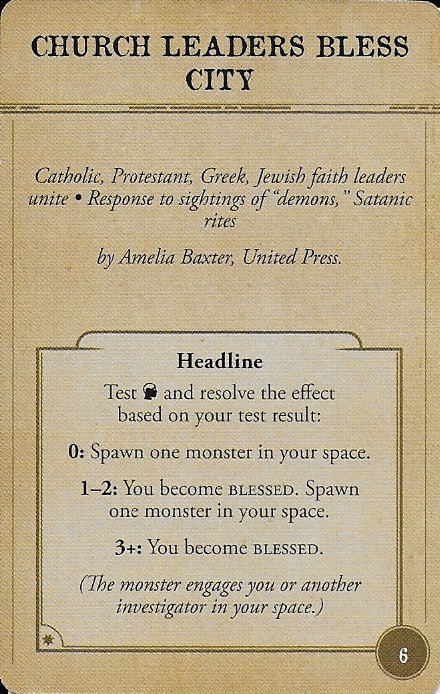 CHURCH LEADERS BLESS
CITY
Catholic, Protestant, Greek, Jewish faith leaders
unite • Response to sightings of “demons,” Satanic
rites
by Amelia Baxter, United Press.
Headline
Test and resolve the effect
based on your test result:
0: Spawn one monster in your space.
1–2: You become BLESSED. Spawn
one monster in your space.
3+: You become BLESSED.
(The monster engages you or another
investigator in your space.)
6